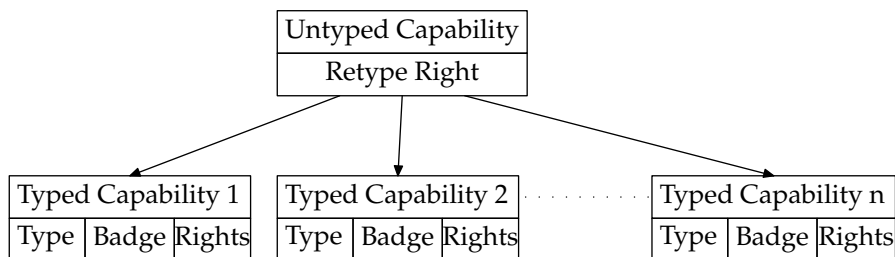 Untyped Capability
Retype Right
Typed Capability 1 Typed Capability 2 Typed Capability n
Type Badge Rights Type Badge Rights Type Badge Rights